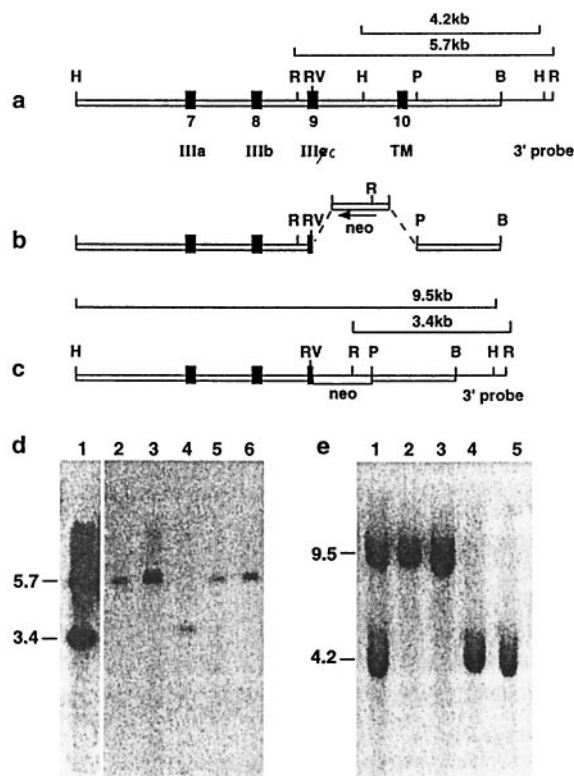 4.2kb
5.7kb
H R RV H P B H R
a
7 8 9 10
IIIa IIIb TM 3' probe
R
R RV P B
neo
b
9.5kb
3.4kb
H RV R P B H R
c
neo 3' probe
d e
1 2 3 4 5 6 1 2 3 4 5
5.7
3.4
9.5
4.2